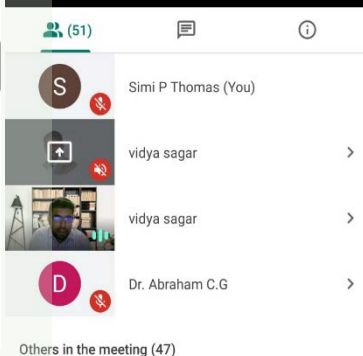 (51)
S
Simi P Thomas (You)
vidya sagar
vidya sagar
D
Dr. Abraham C.G
Others in the meeting (47)